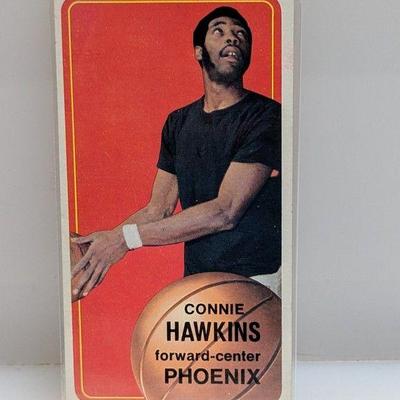 CONNIE
HAWKINS
forward-center
PHOENIX